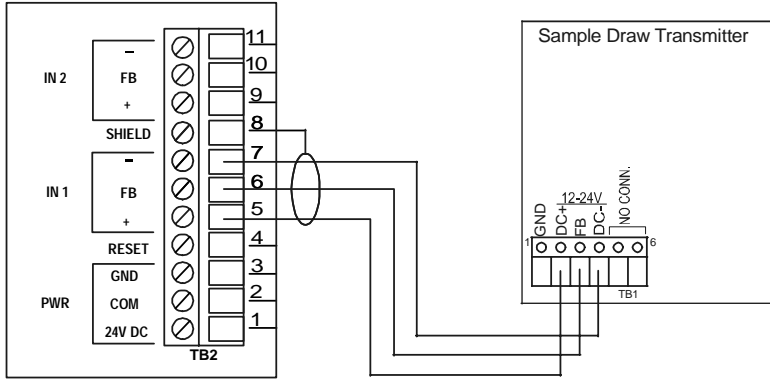 11
IN 2
−
FB
+
10
9
SHIELD
8
IN 1
−
FB
+
7
6
5
RESET
4
PWR
GND
COM
24V DC
3
2
1
TB2
Sample Draw Transmitter
12-24V
GND
DC+
FB
DC-
NO CONN.
1
6
TB1